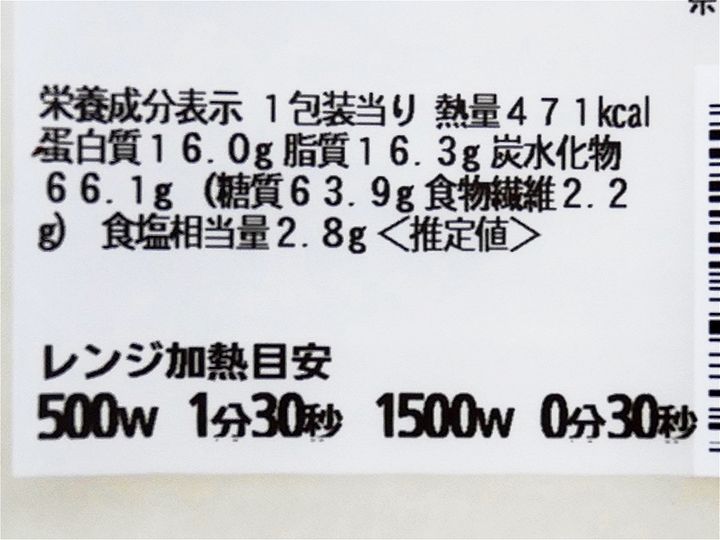 栄養成分表示 1包装当り 熱量471kcal
蛋白質16.0g 脂質16.3g 炭水化物
66.1g (糖質63.9g 食物繊維2.2
g) 食塩相当量2.8g <推定値>
レンジ加熱目安
500W 1分30秒 1500W 0分30秒